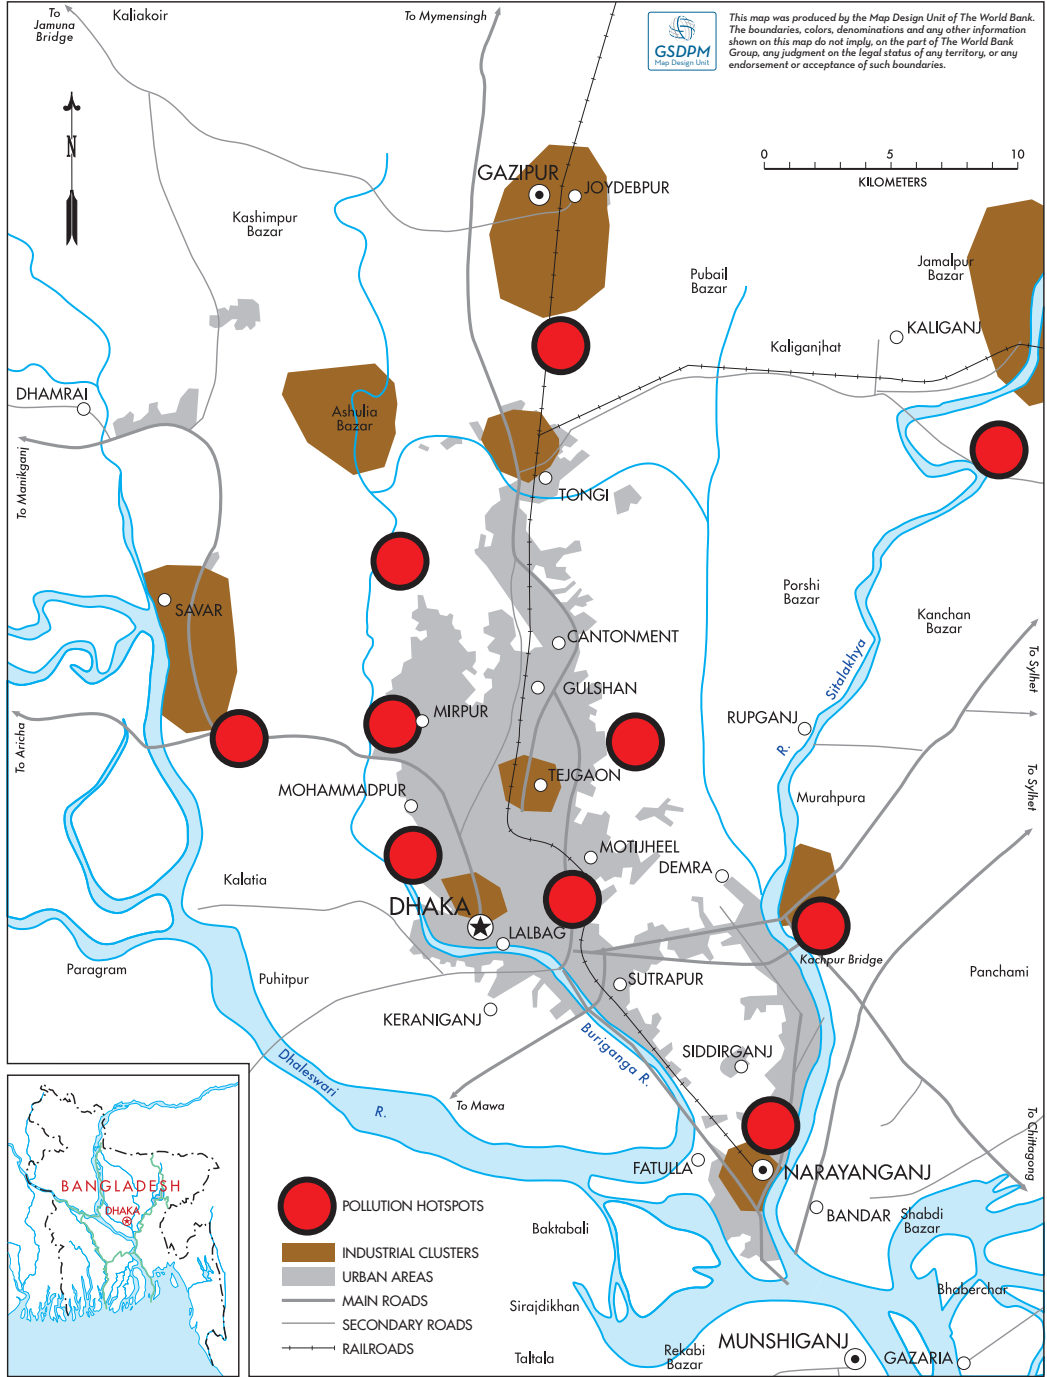 To
Jamuna
Bridge
Kaliakoir
To Mymensingh
GSDPM
Map Design Unit
This map was produced by the Map Design Unit of The World Bank.
The boundaries, colors, denominations and any other information
shown on this map do not imply, on the part of The World Bank
Group, any judgment on the legal status of any territory, or any
endorsement or acceptance of such boundaries.
N
0 5 10
KILOMETERS
GAZIPUR
JOYDEBPUR
Kashimpur
Bazar
Pubail
Bazar
Jamalpur
Bazar
KALIGANJ
Kaliganjhat
DHAMRAI
Ashulia
Bazar
To Manikganj
TONGI
SAVAR
Porshi
Bazar
Kanchan
Bazar
CANTONMENT
Sitalakhya
R.
To Sylhet
GULSHAN
MIRPUR
RUPGANJ
To Aricha
TEJGAON
MOHAMMADPUR
Murahpura
To Sylhet
MOTIJHEEL
DEMRA
Kalatia
DHAKA
LALBAG
Kachpur Bridge
Paragram
Puhitpur
SUTRAPUR
Panchami
KERANIGANJ
Buriganga R.
SIDDIRGANJ
Dhaleswari
R.
To Mawa
To Chittagong
FATULLA
NARAYANGANJ
BANDAR
Shabdi
Bazar
Baktabali
Bhaberchar
Sirajdikhan
MUNSHIGANJ
Taltala
Rekabi
Bazar
GAZARIA
BANGLADESH
DHAKA
POLLUTION HOTSPOTS
INDUSTRIAL CLUSTERS
URBAN AREAS
MAIN ROADS
SECONDARY ROADS
RAILROADS